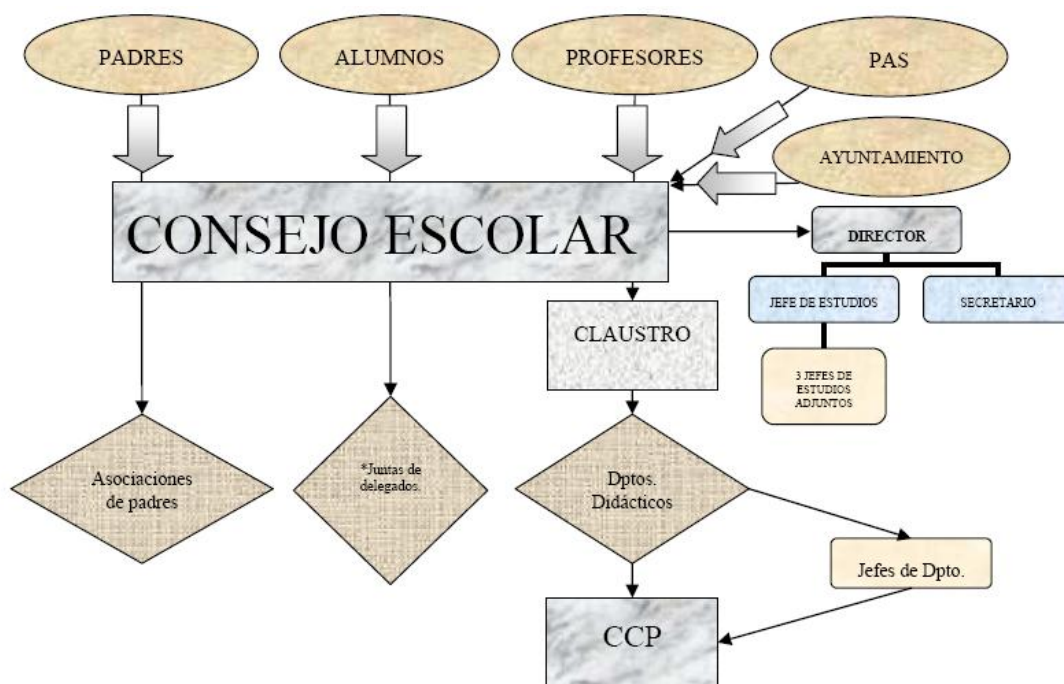 PADRES
ALUMNOS
PROFESORES
PAS
AYUNTAMIENTO
CONSEJO ESCOLAR
DIRECTOR
JEFE DE ESTUDIOS
SECRETARIO
CLAUSTRO
3 JEFES DE
ESTUDIOS
ADJUNTOS
Asociaciones
de padres
*Juntas de
delegados.
Dptos.
Didácticos
Jefes de Dpto.
CCP